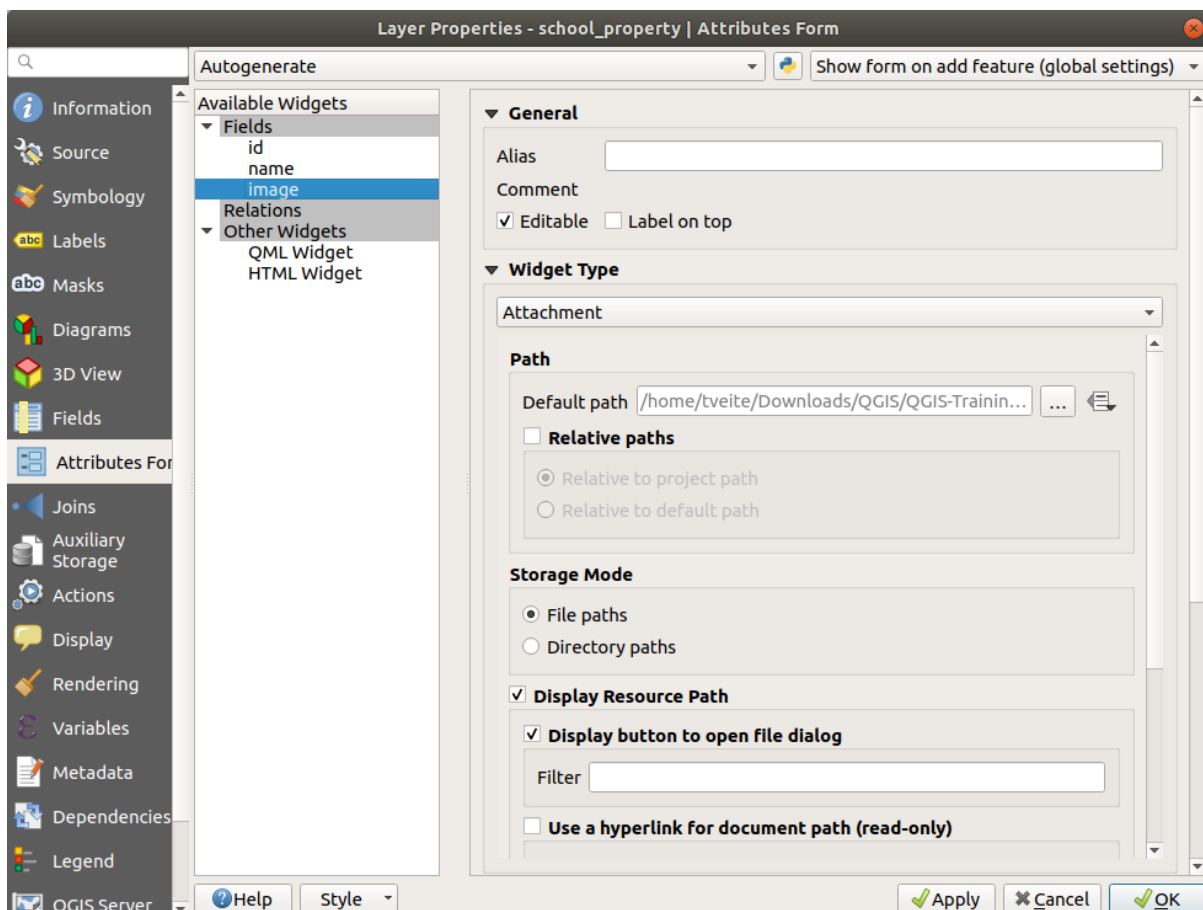 Layer Properties - school_property | Attributes Form
Autogenerate
Show form on add feature (global settings)
Information
Source
Symbology
abc Labels
abc Masks
Diagrams
3D View
Fields
Attributes For
Joins
Auxiliary
Storage
Actions
Display
Rendering
Variables
Metadata
Dependencies
Legend
QGIS Server
Available Widgets
Fields
id
name
image
Relations
Other Widgets
QML Widget
HTML Widget
General
Alias
Comment
Editable Label on top
Widget Type
Attachment
Path
Default path /home/tveite/Downloads/QGIS/QGIS-Trainin... ...
Relative paths
Relative to project path
Relative to default path
Storage Mode
File paths
Directory paths
Display Resource Path
Display button to open file dialog
Filter
Use a hyperlink for document path (read-only)
Help Style Apply Cancel OK